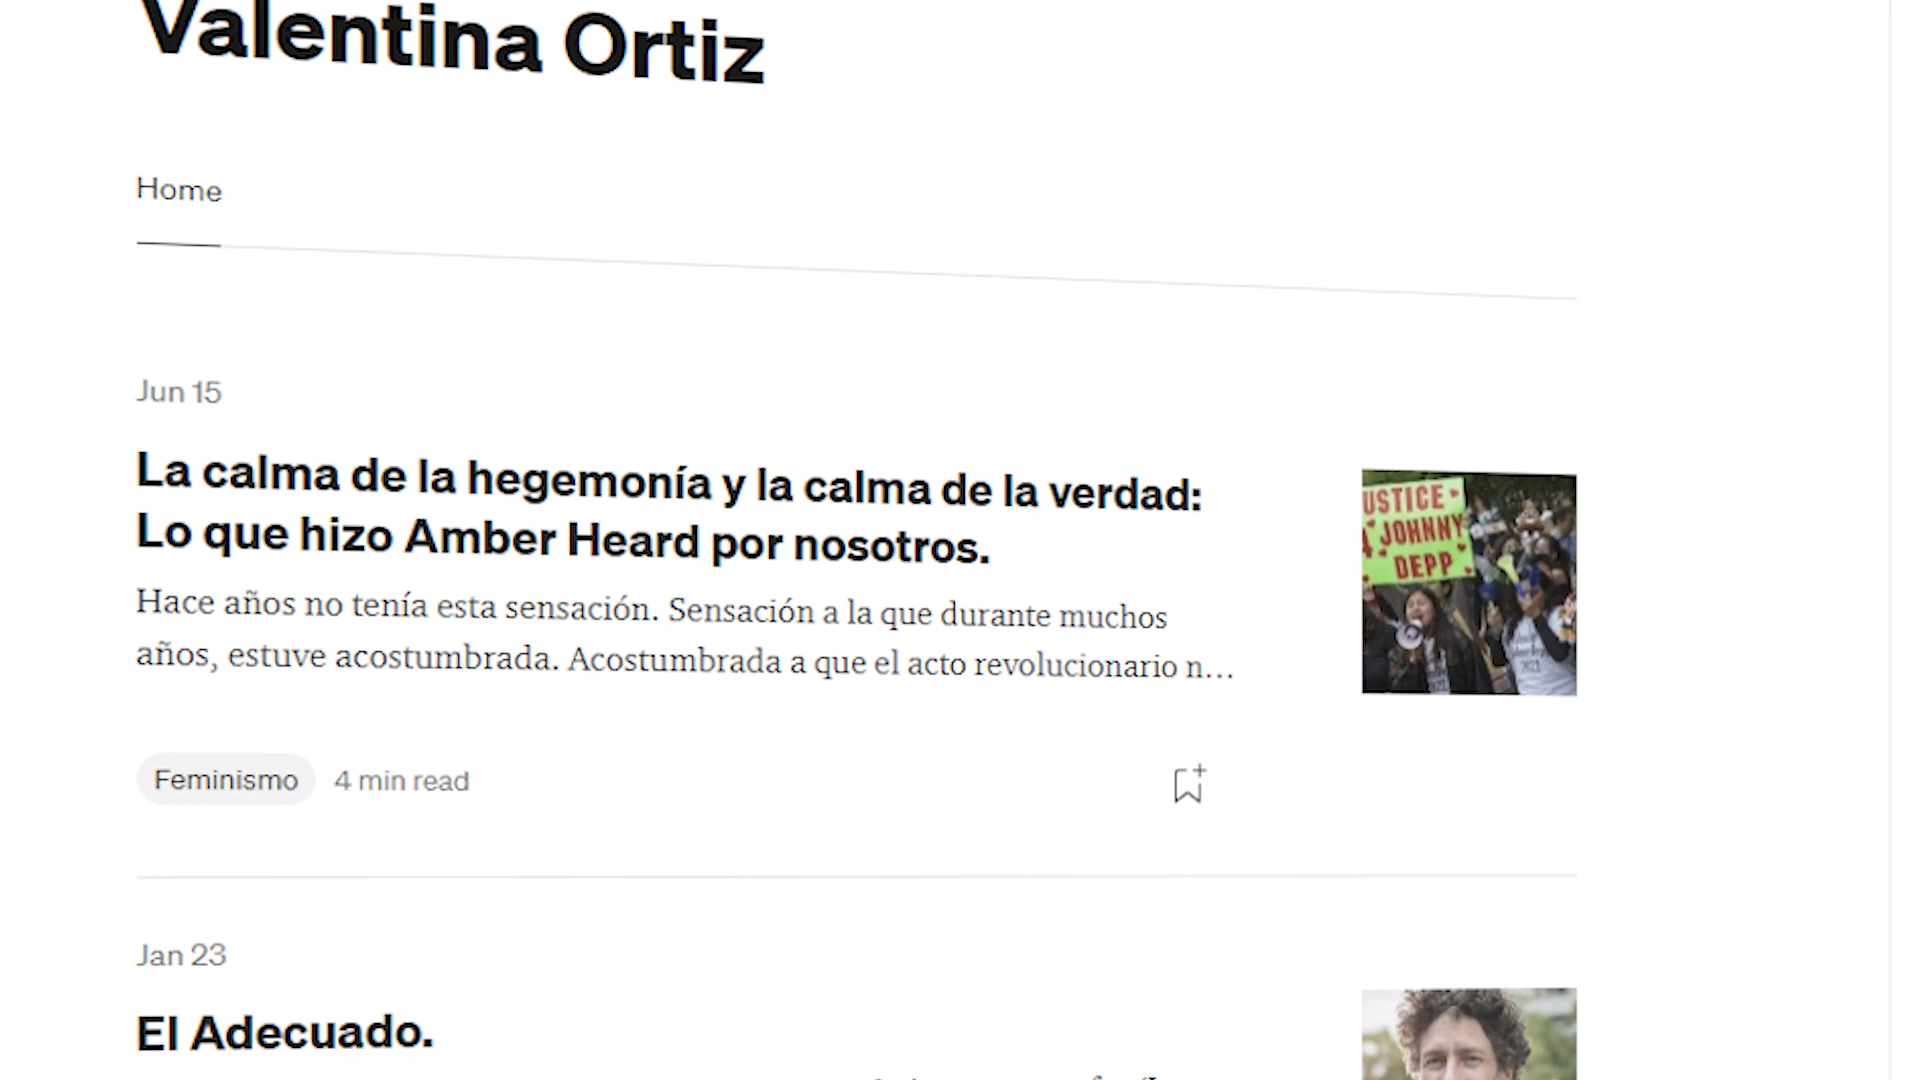 Valentina Ortiz
Home
Jun 15
La calma de la hegemonía y la calma de la verdad:
Lo que hizo Amber Heard por nosotros.
Hace años no tenía esta sensación. Sensación a la que durante muchos
años, estuve acostumbrada. Acostumbrada a que el acto revolucionario n...
USTICE
4 JOHNNY
DEPP
Feminismo 4 min read
Jan 23
El Adecuado.